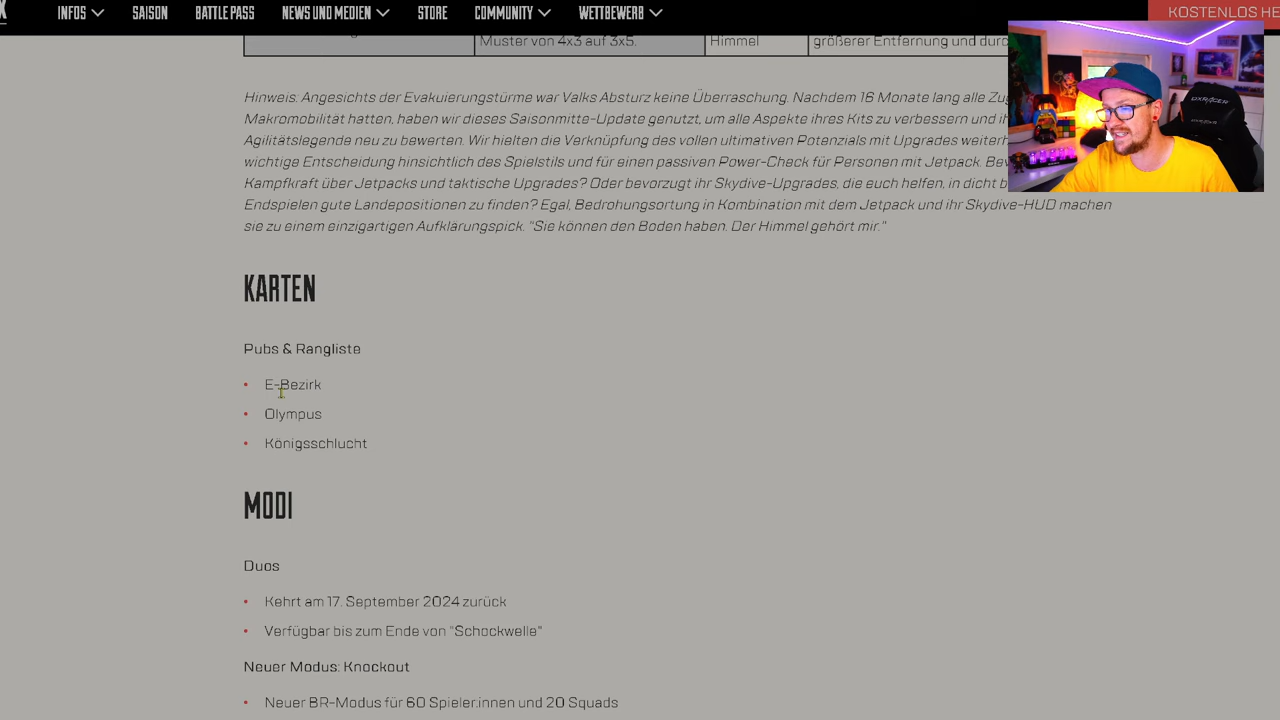 X INFOS SAISON BATTLE PASS NEWS UND MEDIEN STORE COMMUNITY WETTBEWERB KOSTENLOS HE
Muster von 4x3 auf 3x5. Himmel größerer Entfernung und durc
Hinweis: Angesichts der Evakuierungstürme war Valks Absturz keine Überraschung. Nachdem 16 Monate lang alle Zug
Makromobilität hatten, haben wir dieses Saisonmitte-Update genutzt, um alle Aspekte ihres Kits zu verbessern und ih
Agilitätslegende neu zu bewerten. Wir hielten die Verknüpfung des vollen ultimativen Potenzials mit Upgrades weiterh
wichtige Entscheidung hinsichtlich des Spielstils und für einen passiven Power-Chan für Personen mit Jetpack. Bev
Kampfkraft über Jetpacks und taktische Upgrades? Oder bevorzugt ihr Skydive-Upgrades, die euch helfen, in dicht b
Endspielen gute Landepositionen zu finden? Egal, Bedrohungsortung in Kombination mit dem Jetpack und ihr Skydive-HUD machen
sie zu einem einzigartigen Aufklärungspick. "Sie können den Boden haben. Der Himmel gehört mir."
KARTEN
Pubs & Rangliste
• E-Bezirk
• Olympus
• Königsschlucht
MODI
Duos
• Kehrt am 17. September 2024 zurück
• Verfügbar bis zum Ende von "Schockwelle"
Neuer Modus: Knockout
• Neuer BR-Modus für 60 Spieler:innen und 20 Squads
DXRACER